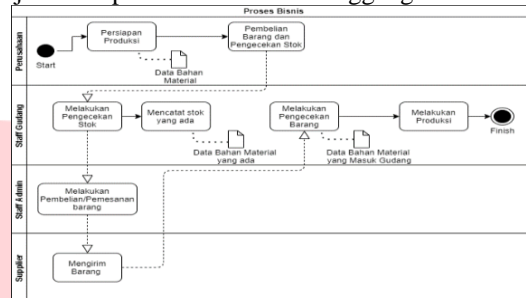 Proses Bisnis
Perusahaan
Start
Persiapan
Produksi
Data Bahan
Material
Pembelian
Barang dan
Pengecekan Stok
Staff Gudang
Melakukan
Pengecekan
Stok
Mencatat stok
yang ada
Data Bahan Material
yang ada
Melakukan
Pengecekan
Barang
Data Bahan Material
yang Masuk Gudang
Melakukan
Produksi
Finish
Staff Admin
Melakukan
Pembelian/Pemesanan
barang
Supplier
Mengirim
Barang